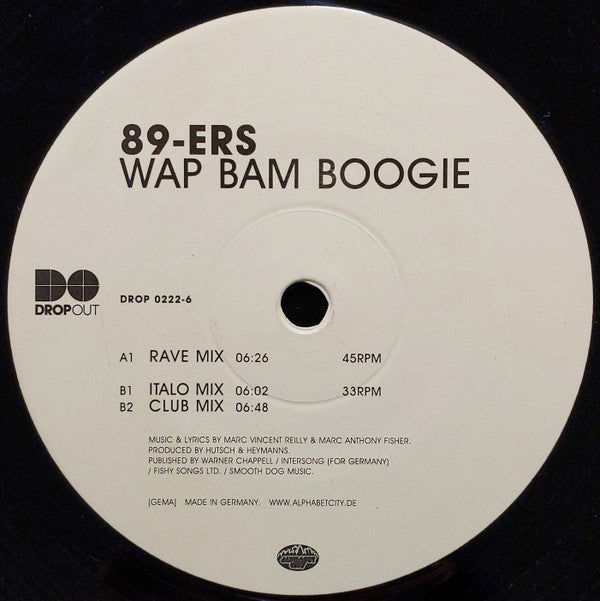 89-ERS
WAP BAM BOOGIE
DO
DROPOUT
DROP 0222-6
A1 RAVE MIX 06:26 45RPM
B1 ITALO MIX 06:02 33RPM
B2 CLUB MIX 06:48
MUSIC & LYRICS BY MARC VINCENT REILLY & MARC ANTHONY FISHER.
PRODUCED BY HUTSCH & HEYMANNS.
PUBLISHED BY WARNER CHAPPELL / INTERSONG (FOR GERMANY)
/ FISHY SONGS LTD. / SMOOTH DOG MUSIC.
[GEMA] MADE IN GERMANY. WWW.ALPHABETCITY.DE